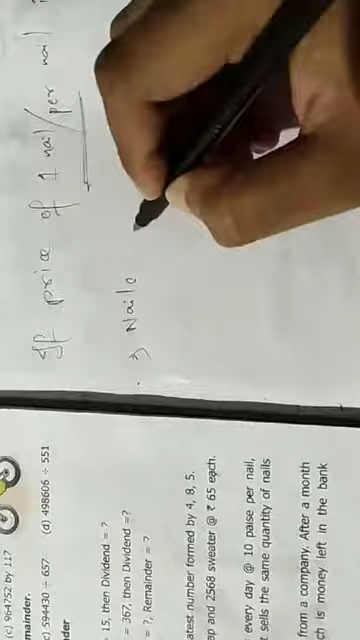 If price of 1 nail/per nail
⇒ Nails
(c) 964752 by 117
mainder.
c) 594430 ÷ 657 (d) 498606 ÷ 551
nder
15, then Dividend = ?
= 367, then Dividend =?
= ?, Remainder = ?
atest number formed by 4, 8, 5.
ap and 2568 sweater @ ₹ 65 each.
every day @ 10 paise per nail,
sells the same quantity of nails
from a company. After a month
ch is money left in the bank